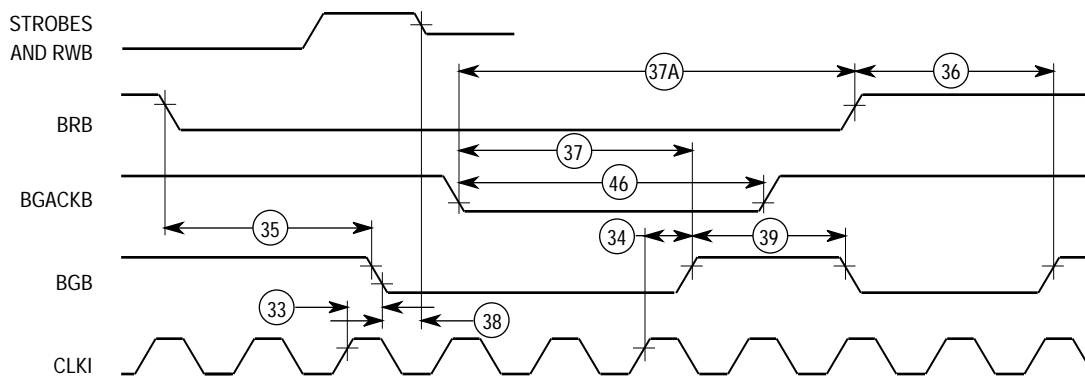 STROBES
AND RWB
37A
36
BRB
37
46
BGACKB
35
34
39
BGB
33
38
CLKI